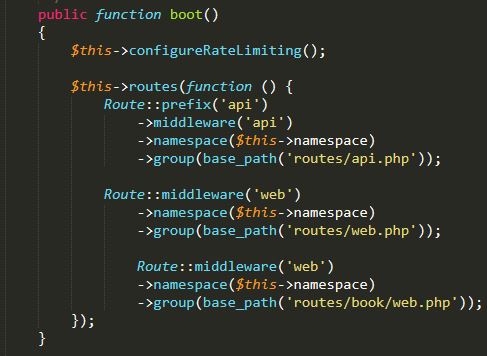 public function boot()
{
    $this->configureRateLimiting();

    $this->routes(function () {
        Route::prefix('api')
            ->middleware('api')
            ->namespace($this->namespace)
            ->group(base_path('routes/api.php'));

        Route::middleware('web')
            ->namespace($this->namespace)
            ->group(base_path('routes/web.php'));

            Route::middleware('web')
            ->namespace($this->namespace)
            ->group(base_path('routes/book/web.php'));
    });
}